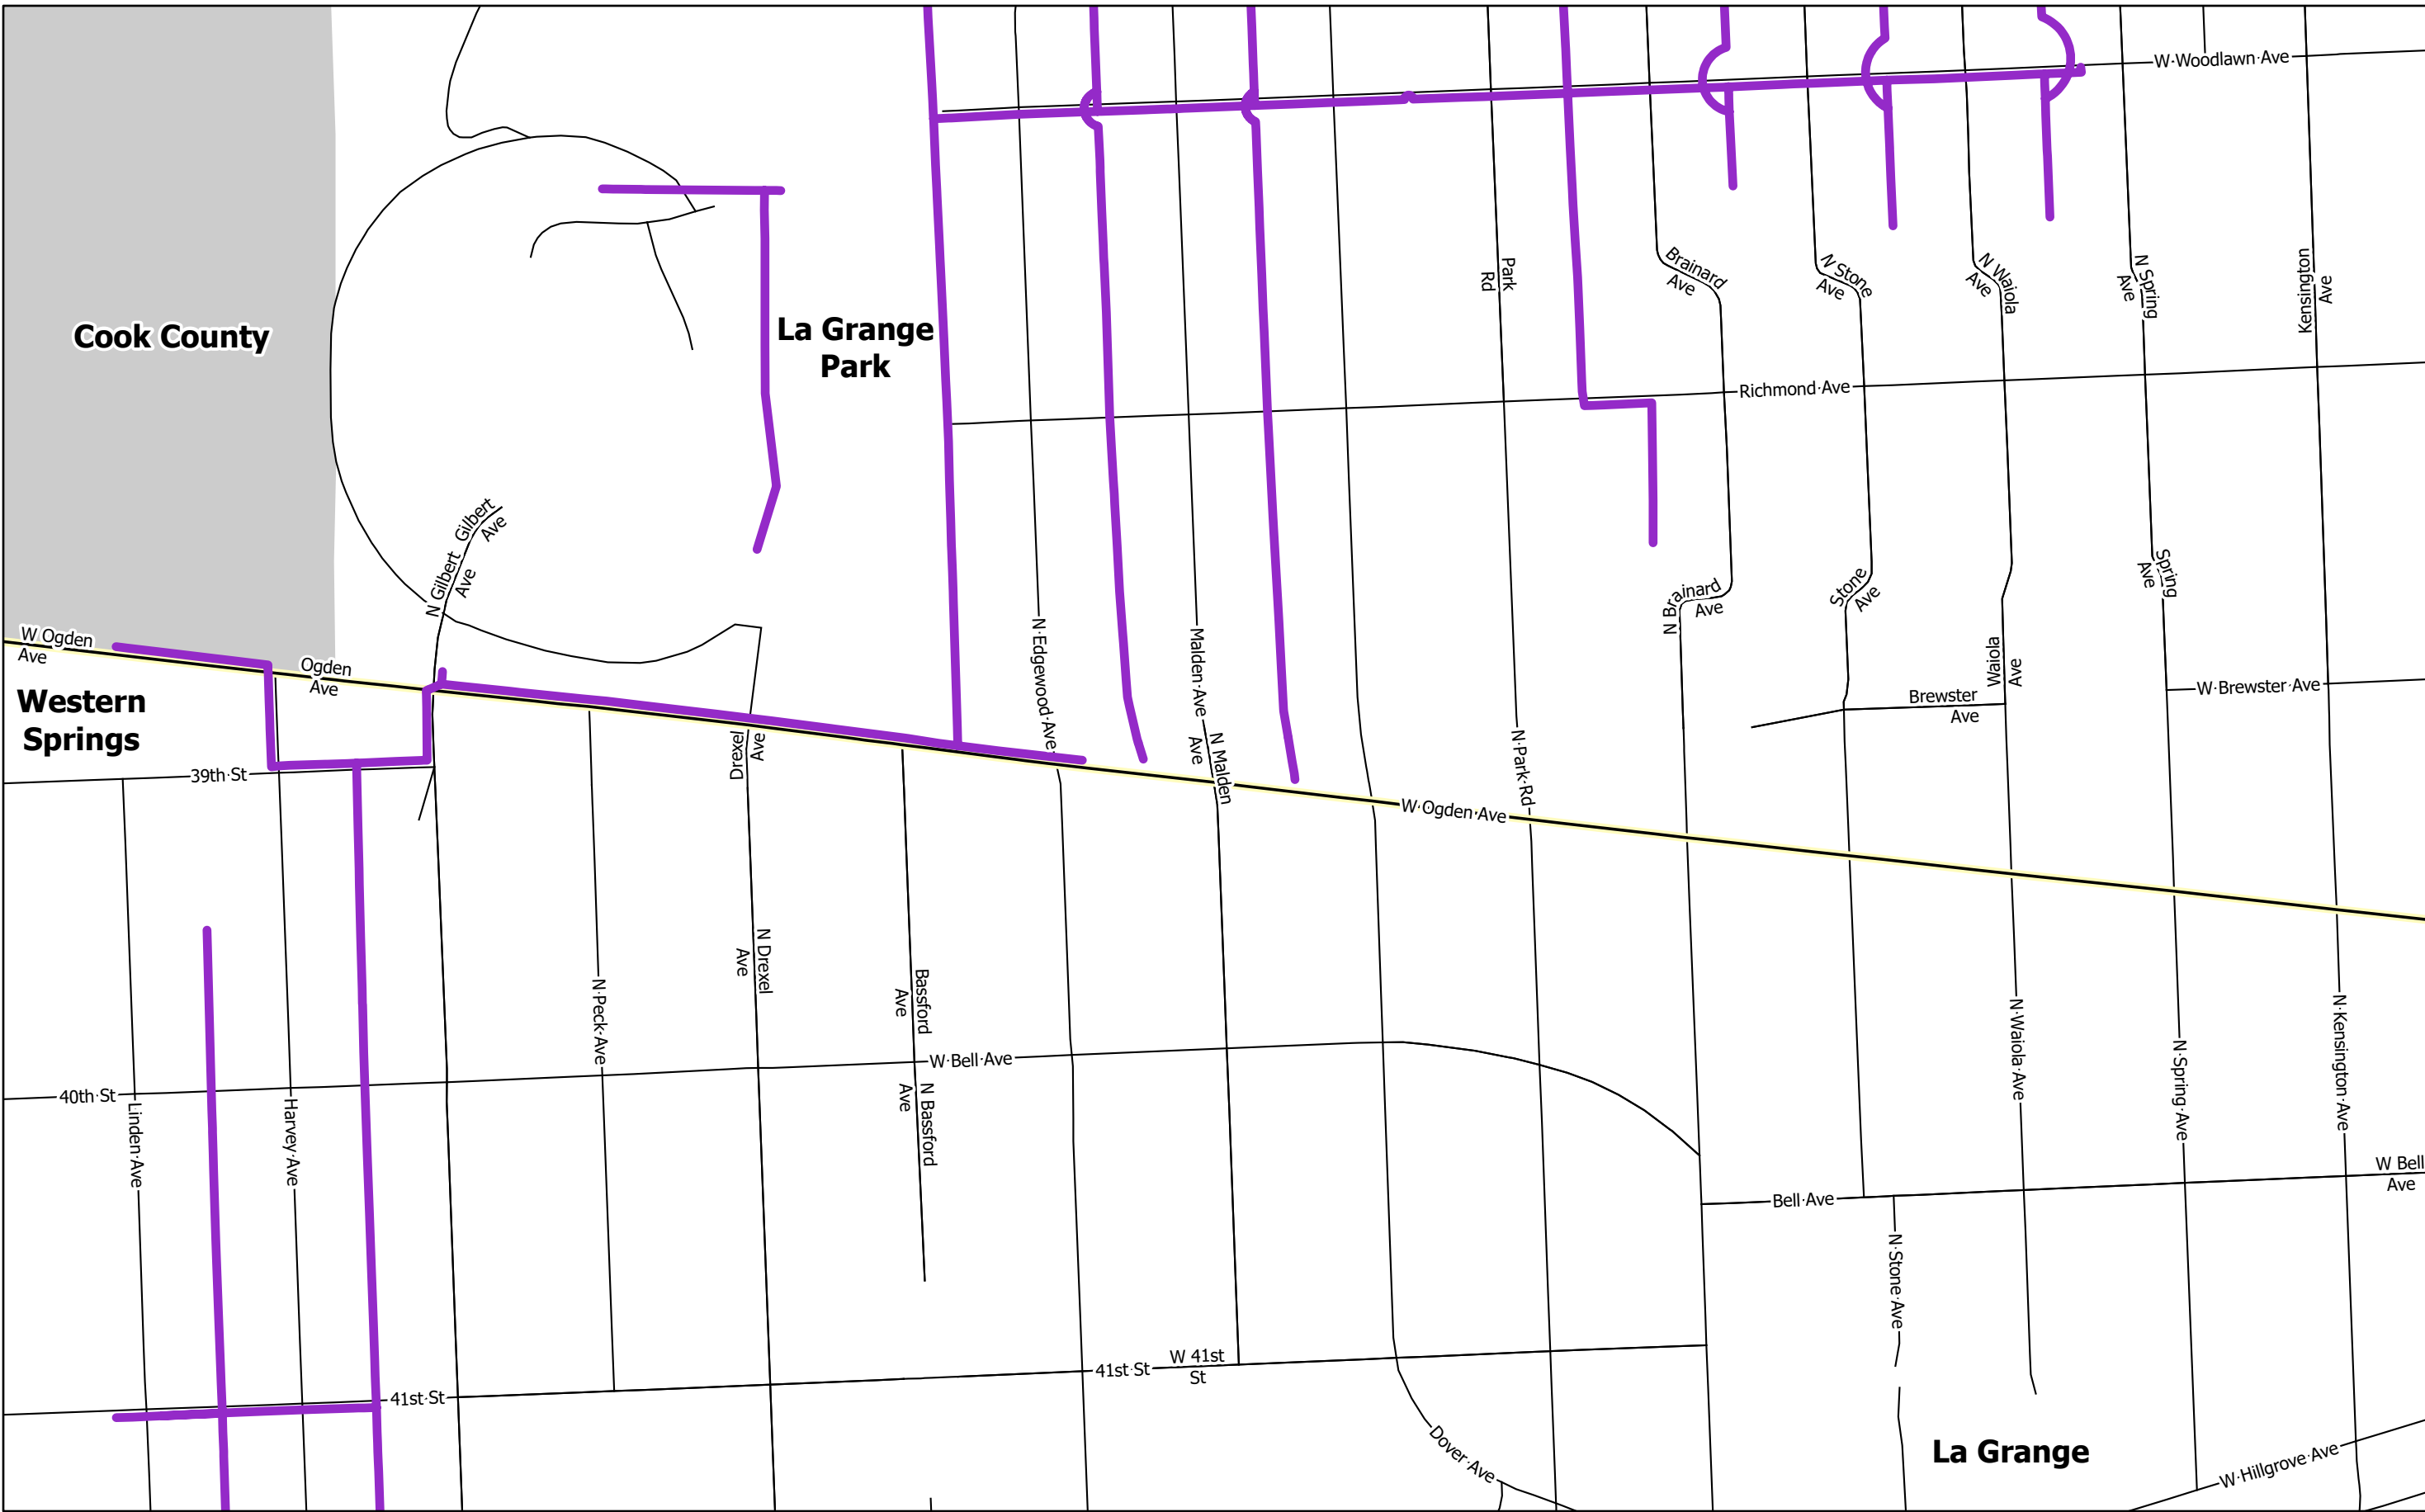 W Woodlawn Ave
Brainard
Ave
N Stone
Ave
N Waiola
Ave
N Spring
Ave
Kensington
Ave
Park
Rd
Cook County
La Grange
Park
Richmond Ave
Gilbert
Ave
N Gilbert
Ave
Spring
Ave
Brainard
Ave
N
Stone
Ave
N Edgewood Ave
Malden Ave
Waiola
Ave
W Ogden
Ave
Ogden
Ave
Western
Springs
W Brewster Ave
Brewster
Ave
Drexel
Ave
N Malden
Ave
N Park Rd
39th St
W Ogden Ave
N Drexel
Ave
N Peck Ave
Bassford
Ave
N Waiola Ave
N Spring Ave
N Kensington Ave
W Bell Ave
40th St
Linden Ave
Harvey Ave
N Bassford
Ave
W Bell
Ave
Bell Ave
N Stone Ave
W 41st
St
41st St
41st St
Dover Ave
La Grange
W Hillgrove Ave